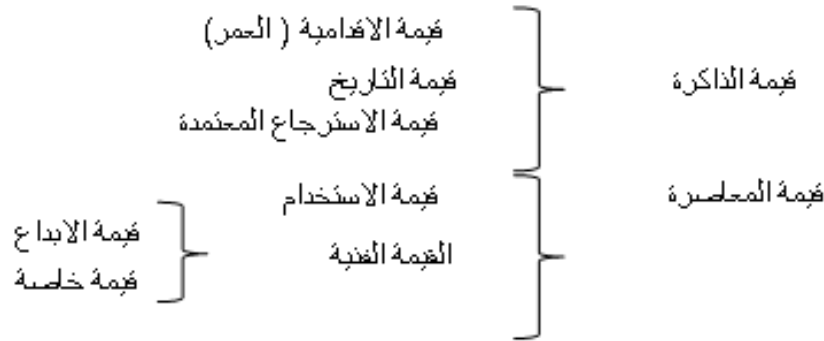 قيمة الاقدامية ( العمر)
قيمة الذاكرة
قيمة التاريخ
قيمة الاسترجاع المعتمدة
قيمة المعاصرة
قيمة الاستخدام
القيمة الفنية
قيمة الابداع
قيمة خاصة